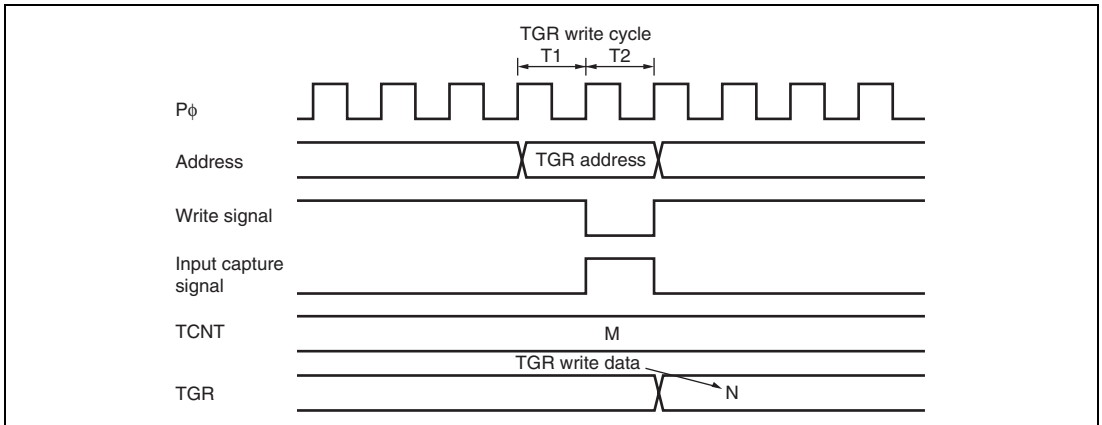 TGR write cycle
T1 T2
Pϕ
Address
TGR address
Write signal
Input capture
signal
TCNT
M
TGR write data
TGR
N